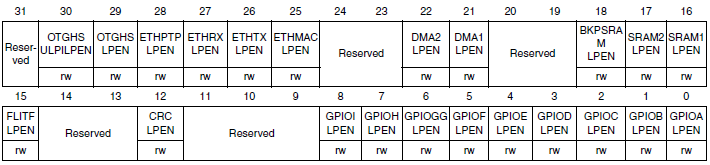 31 30 29 28 27 26 25 24 23 22 21 20 19 18 17 16
Reser-
ved
OTGHS
ULPILPEN
OTGHS
LPEN
ETHPTP
LPEN
ETHRX
LPEN
ETHTX
LPEN
ETHMAC
LPEN
Reserved
DMA2
LPEN
DMA1
LPEN
Reserved
BKPSRA
M
LPEN
SRAM2
LPEN
SRAM1
LPEN
rw rw rw rw rw rw rw rw rw rw rw
15 14 13 12 11 10 9 8 7 6 5 4 3 2 1 0
FLITF
LPEN
Reserved
CRC
LPEN
Reserved
GPIOI
LPEN
GPIOH
LPEN
GPIOGG
LPEN
GPIOF
LPEN
GPIOE
LPEN
GPIOD
LPEN
GPIOC
LPEN
GPIOB
LPEN
GPIOA
LPEN
rw rw rw rw rw rw rw rw rw rw rw